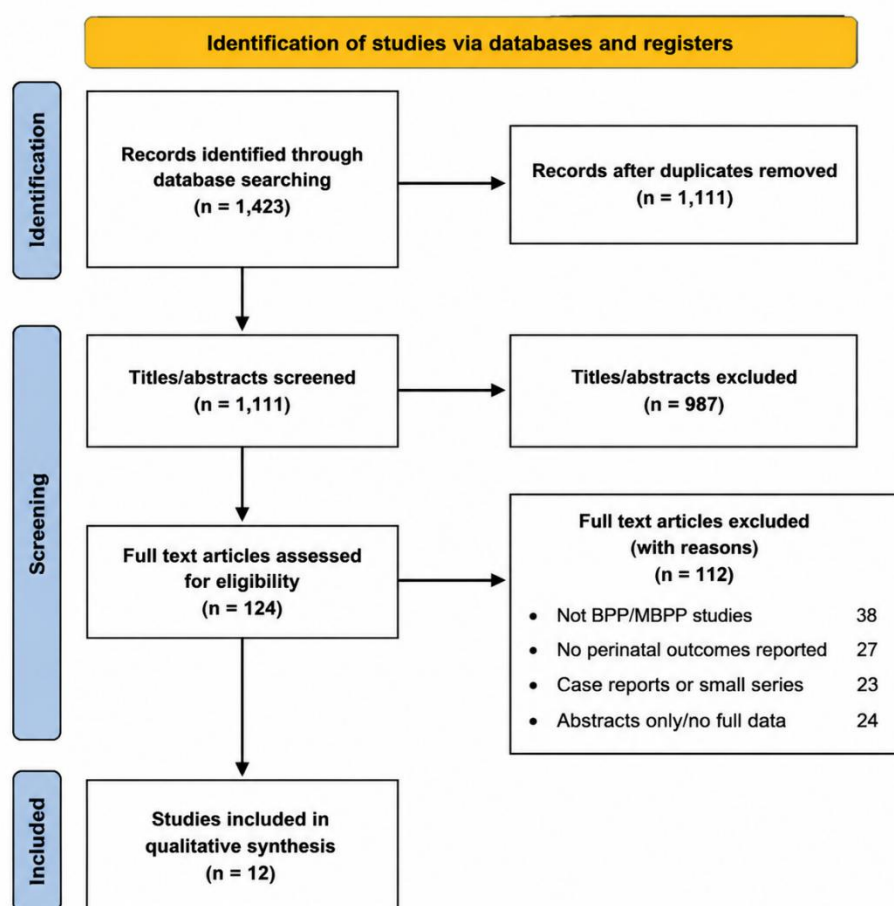 Identification of studies via databases and registers
Identification
Records identified through
database searching
(n = 1,423)
Records after duplicates removed
(n = 1,111)
Screening
Titles/abstracts screened
(n = 1,111)
Titles/abstracts excluded
(n = 987)
Full text articles assessed
for eligibility
(n = 124)
Full text articles excluded
(with reasons)
(n = 112)
• Not BPP/MBPP studies 38
• No perinatal outcomes reported 27
• Case reports or small series 23
• Abstracts only/no full data 24
Included
Studies included in
qualitative synthesis
(n = 12)